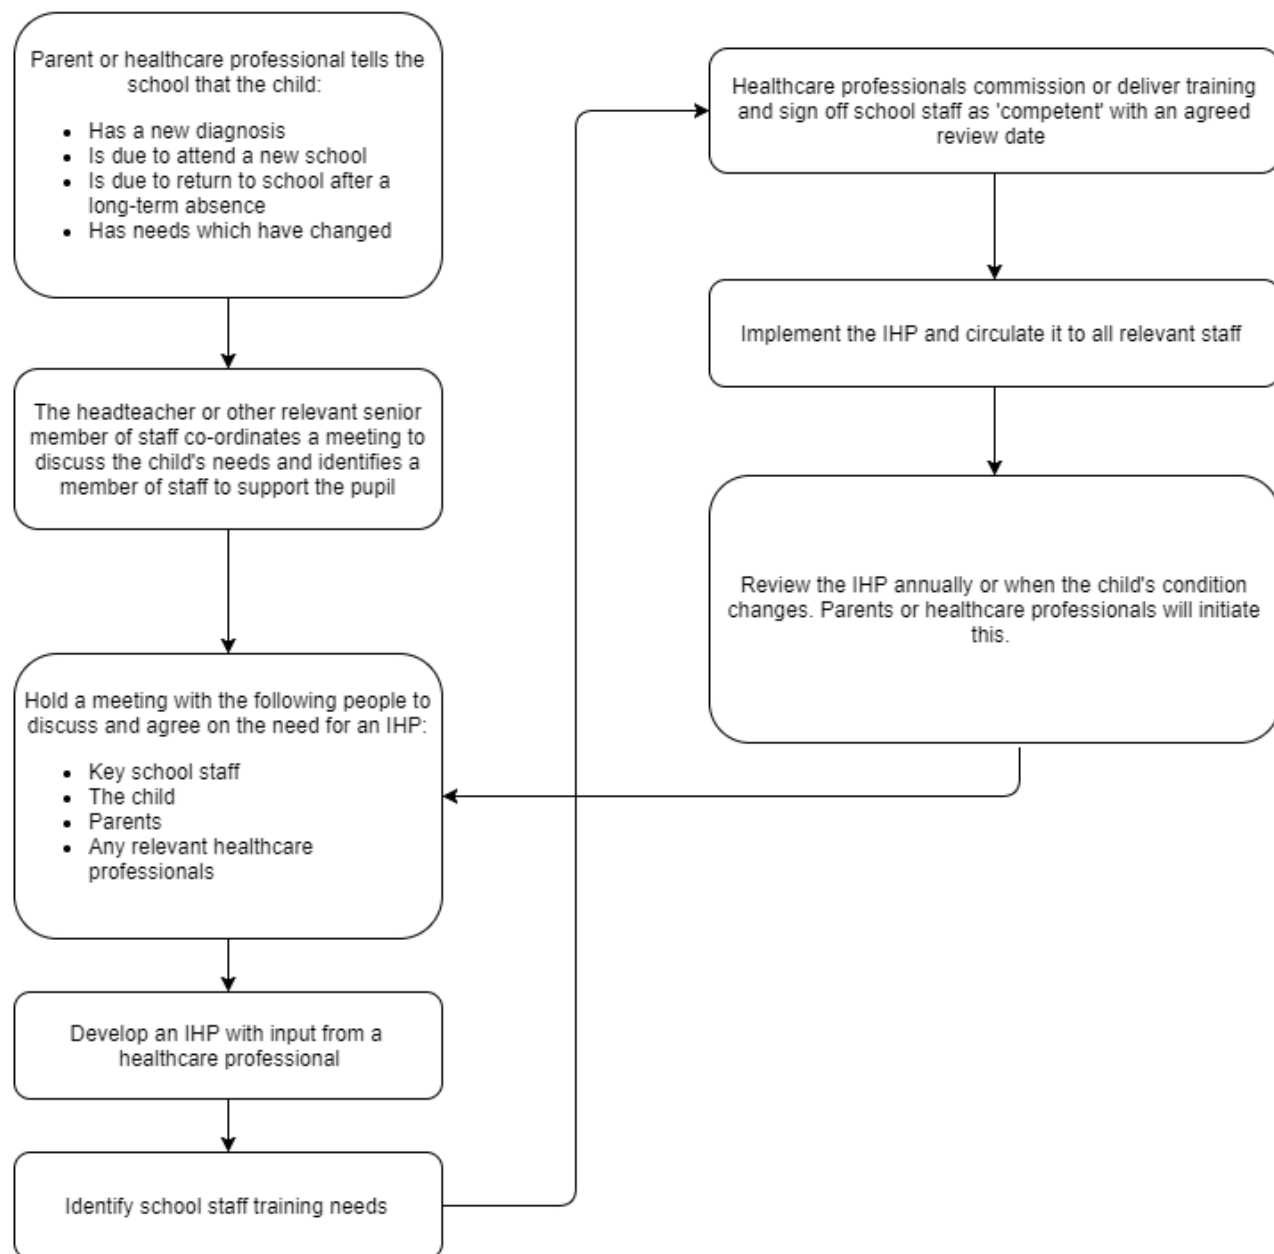 Parent or healthcare professional tells the
school that the child:
• Has a new diagnosis
• Is due to attend a new school
• Is due to return to school after a
long-term absence
• Has needs which have changed
The headteacher or other relevant senior
member of staff co-ordinates a meeting to
discuss the child's needs and identifies a
member of staff to support the pupil
Hold a meeting with the following people to
discuss and agree on the need for an IHP:
• Key school staff
• The child
• Parents
• Any relevant healthcare
professionals
Develop an IHP with input from a
healthcare professional
Identify school staff training needs
Healthcare professionals commission or deliver training
and sign off school staff as 'competent' with an agreed
review date
Implement the IHP and circulate it to all relevant staff
Review the IHP annually or when the child's condition
changes. Parents or healthcare professionals will initiate
this.